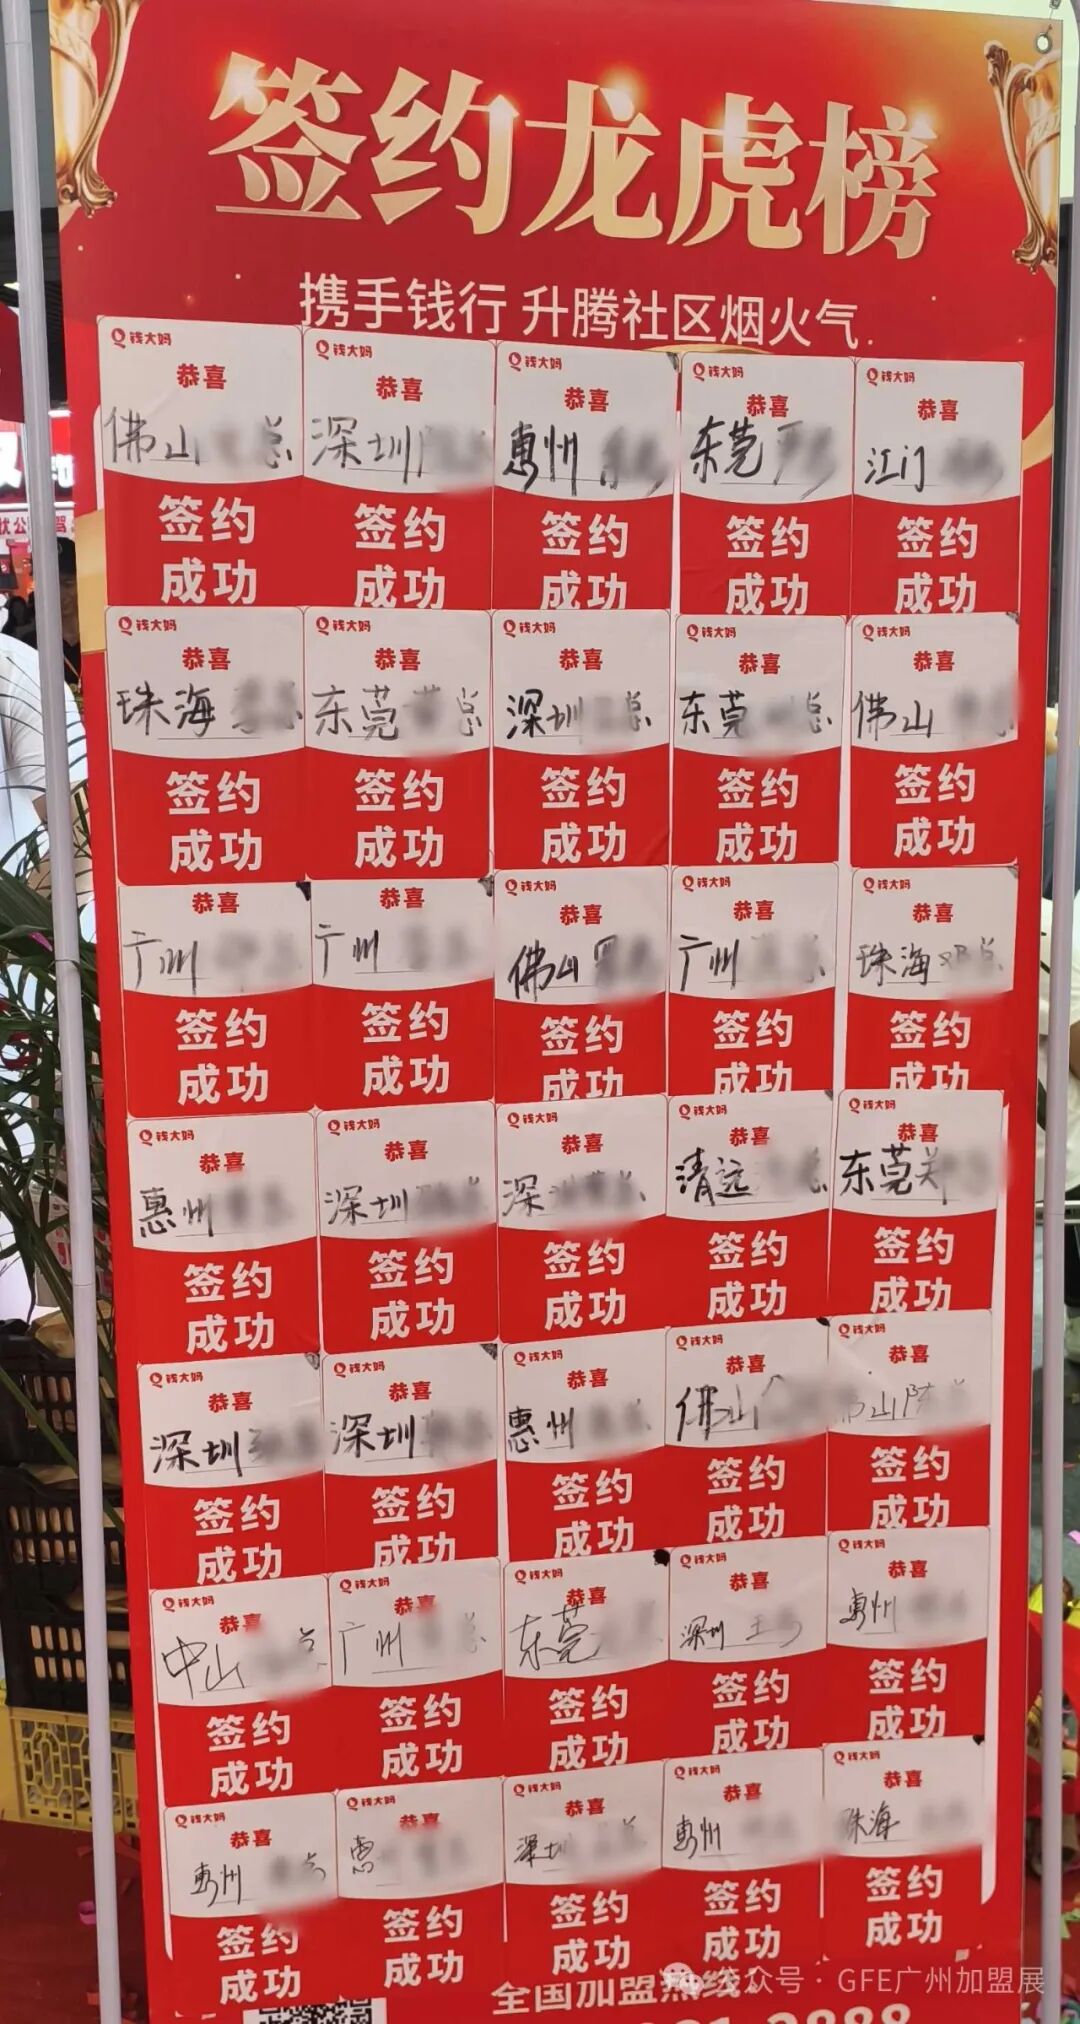 签约龙虎榜
携手钱行 升腾社区烟火气
钱大妈 钱大妈 钱大妈 钱大妈 钱大妈
恭喜 恭喜 恭喜 恭喜 恭喜
佛山 总 深圳 惠州 东莞 江门
签约 签约 签约 签约 签约
成功 成功 成功 成功 成功
钱大妈 钱大妈 钱大妈 钱大妈 钱大妈
恭喜 恭喜 恭喜 恭喜 恭喜
珠海 东莞 总 深圳 总 东莞 总 佛山
签约 签约 签约 签约 签约
成功 成功 成功 成功 成功
钱大妈 钱大妈 钱大妈
恭喜 恭喜 恭喜 恭喜 恭喜
广州 广州 佛山 广州 珠海
签约 签约 签约 签约 签约
成功 成功 成功 成功 成功
钱大妈 钱大妈 钱大妈 钱大妈 钱大妈
恭喜 恭喜 恭喜 恭喜 恭喜
惠州 深圳 深圳 清远 东莞
签约 签约 签约 签约 签约
成功 成功 成功 成功 成功
钱大妈 钱大妈 钱大妈 钱大妈 钱大妈
恭喜 恭喜 恭喜 恭喜 恭喜
深圳 深圳 惠州 佛山 佛山
签约 签约 签约 签约 签约
成功 成功 成功 成功 成功
钱大妈 钱大妈 钱大妈 钱大妈 钱大妈
恭喜 恭喜 恭喜 恭喜 恭喜
中山 广州 东莞 深圳 惠州
签约 签约 签约 签约 签约
成功 成功 成功 成功 成功
钱大妈 钱大妈 钱大妈 钱大妈 钱大妈
恭喜 恭喜 恭喜 恭喜 恭喜
惠州 惠 深圳 惠州 珠海
签约 签约 签约 签约 签约
成功 成功 成功 成功 成功
全国加盟热线
公众号 · GFE广州加盟展